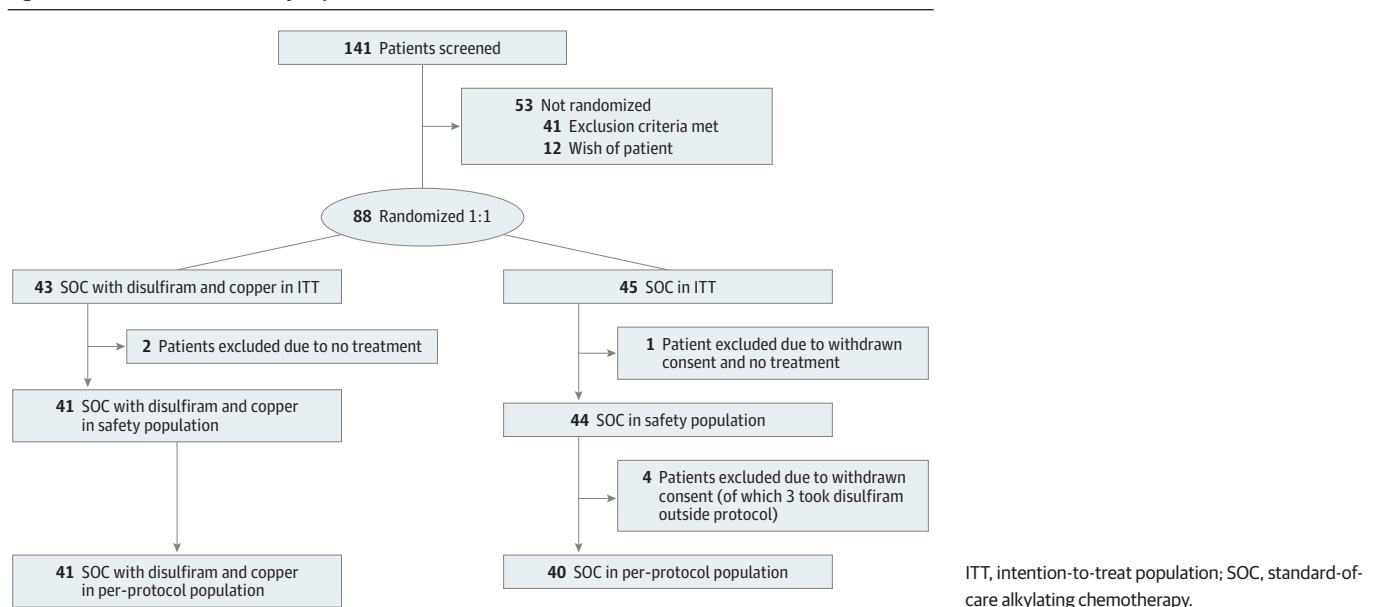 141 Patients screened
53 Not randomized
41 Exclusion criteria met
12 Wish of patient
88 Randomized 1:1
43 SOC with disulfiram and copper in ITT
45 SOC in ITT
2 Patients excluded due to no treatment
1 Patient excluded due to withdrawn
consent and no treatment
41 SOC with disulfiram and copper
in safety population
44 SOC in safety population
4 Patients excluded due to withdrawn
consent (of which 3 took disulfiram
outside protocol)
41 SOC with disulfiram and copper
in per-protocol population
40 SOC in per-protocol population
ITT, intention-to-treat population; SOC, standard-of-
care alkylating chemotherapy.